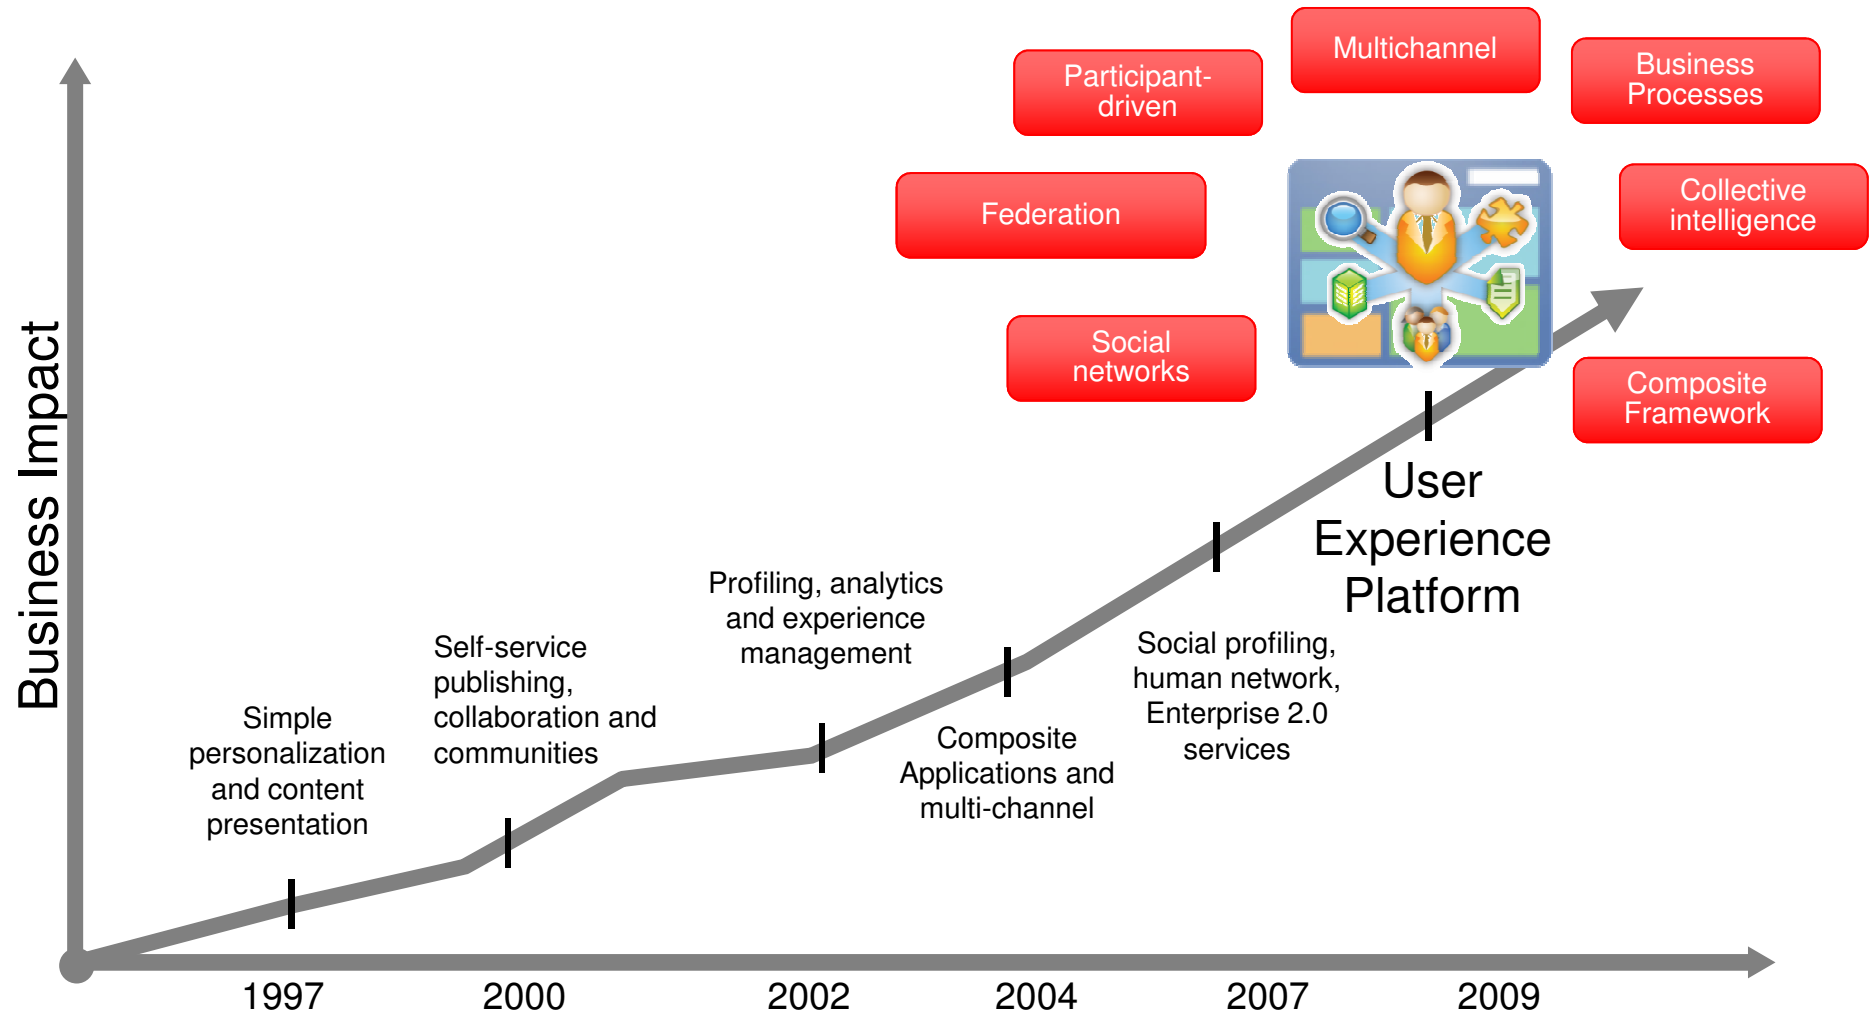 Multichannel
Participant-
driven
Business
Processes
Federation
Collective
intelligence
Social
networks
Composite
Framework
Business Impact
User
Experience
Platform
Profiling, analytics
and experience
management
Self-service
publishing,
collaboration and
communities
Social profiling,
human network,
Enterprise 2.0
services
Simple
personalization
and content
presentation
Composite
Applications and
multi-channel
1997
2000
2002
2004
2007
2009